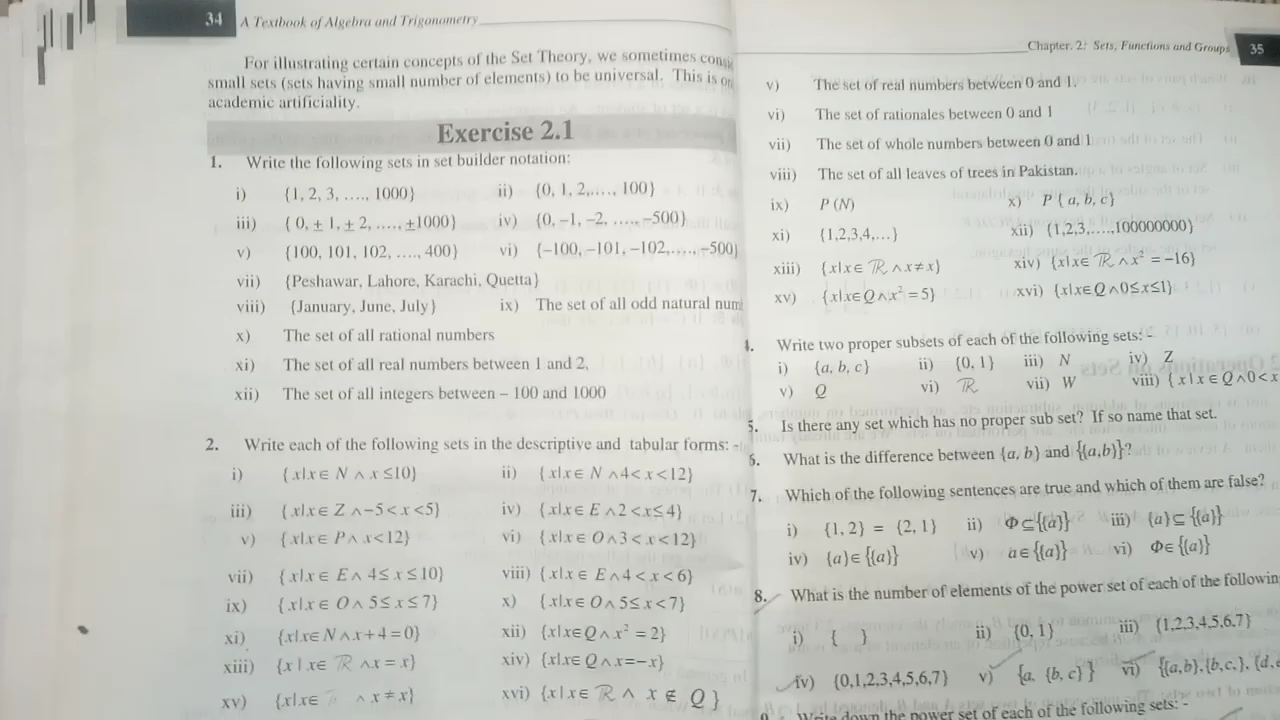 34 A Textbook of Algebra and Trigonometry
For illustrating certain concepts of the Set Theory, we sometimes
small sets (sets having small number of elements) to be universal. This is
academic artificiality.
Exercise 2.1
1. Write the following sets in set builder notation:
i) {1, 2, 3, ...., 1000} ii) {0, 1, 2,...., 100}
iii) { 0, ± 1, ± 2, ...., ±1000} iv) {0, –1, –2, ....., –500}
v) {100, 101, 102, ...., 400} vi) {–100, –101, –102,....., –500}
vii) {Peshawar, Lahore, Karachi, Quetta}
viii) {January, June, July} ix) The set of all odd natural
x) The set of all rational numbers
xi) The set of all real numbers between 1 and 2,
xii) The set of all integers between – 100 and 1000
2. Write each of the following sets in the descriptive and tabular forms: -
i) {x|x∈ N ∧ x ≤10} ii) {x|x∈ N ∧4<x<12}
iii) {x|x∈ Z ∧–5<x<5} iv) {x|x∈ E ∧2<x≤4}
v) {x|x∈ P∧ x<12} vi) {x|x∈ O∧3<x<12}
vii) {x|x∈ E∧ 4≤x≤10} viii) {x|x∈ E∧4<x<6}
ix) {x|x∈ O∧ 5≤x≤7} x) {x|x∈ O∧ 5≤x<7}
xi) {x|x∈N∧x+4=0} xii) {x|x∈Q∧x²=2}
xiii) {x | x∈ ℝ ∧x=x} xiv) {x|x∈ Q∧x=–x}
xv) {x|x∈ ∧ x≠x} xvi) {x|x∈ ℝ ∧ x ∉ Q }
Chapter. 2: Sets, Functions and Groups 35
v) The set of real numbers between 0 and 1.
vi) The set of rationales between 0 and 1
vii) The set of whole numbers between 0 and 1
viii) The set of all leaves of trees in Pakistan.
ix) P (N) x) P { a, b, c}
xi) {1,2,3,4,...} xii) {1,2,3,....,100000000}
xiii) {x|x∈ ℝ ∧x≠x} xiv) {x|x∈ ℝ∧x² =–16}
xv) {x|x∈Q∧x²=5} xvi) {x|x∈Q∧0≤x≤1}
4. Write two proper subsets of each of the following sets: -
i) {a, b, c} ii) {0, 1} iii) N iv) Z
v) Q vi) ℝ vii) W viii) { x | x ∈ Q∧0<x
5. Is there any set which has no proper sub set? If so name that set.
6. What is the difference between {a, b} and {{a,b}}?
7. Which of the following sentences are true and which of them are false?
i) {1, 2} = {2, 1} ii) Φ⊆{{a}} iii) {a}⊆{{a}}
iv) {a}∈{{a}} v) a∈{{a}} vi) Φ∈{{a}}
8. What is the number of elements of the power set of each of the
i) { } ii) {0, 1} iii) {1,2,3,4,5,6,7}
iv) {0,1,2,3,4,5,6,7} v) {a, {b, c}} vi) {{a,b},{b,c,},{d,
9. Write down the power set of each of the following sets: -